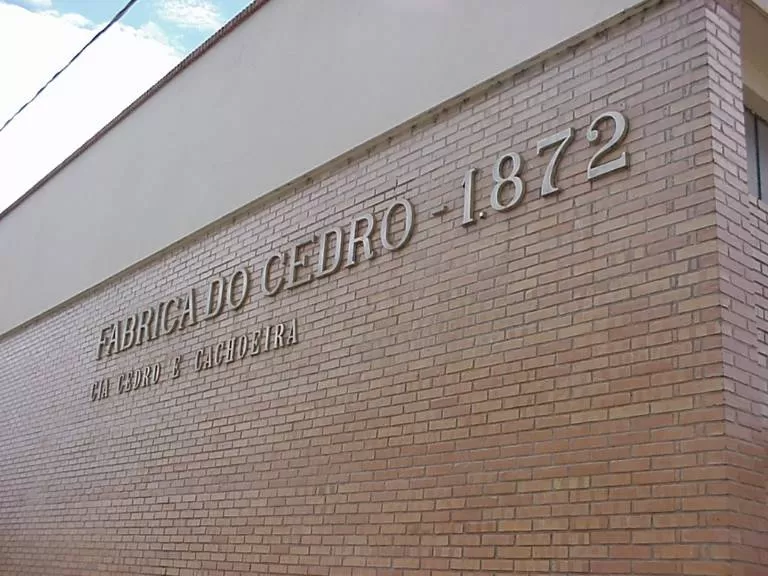 FABRICA DO CEDRO - 1.872
CIA CEDRO E CACHOEIRA